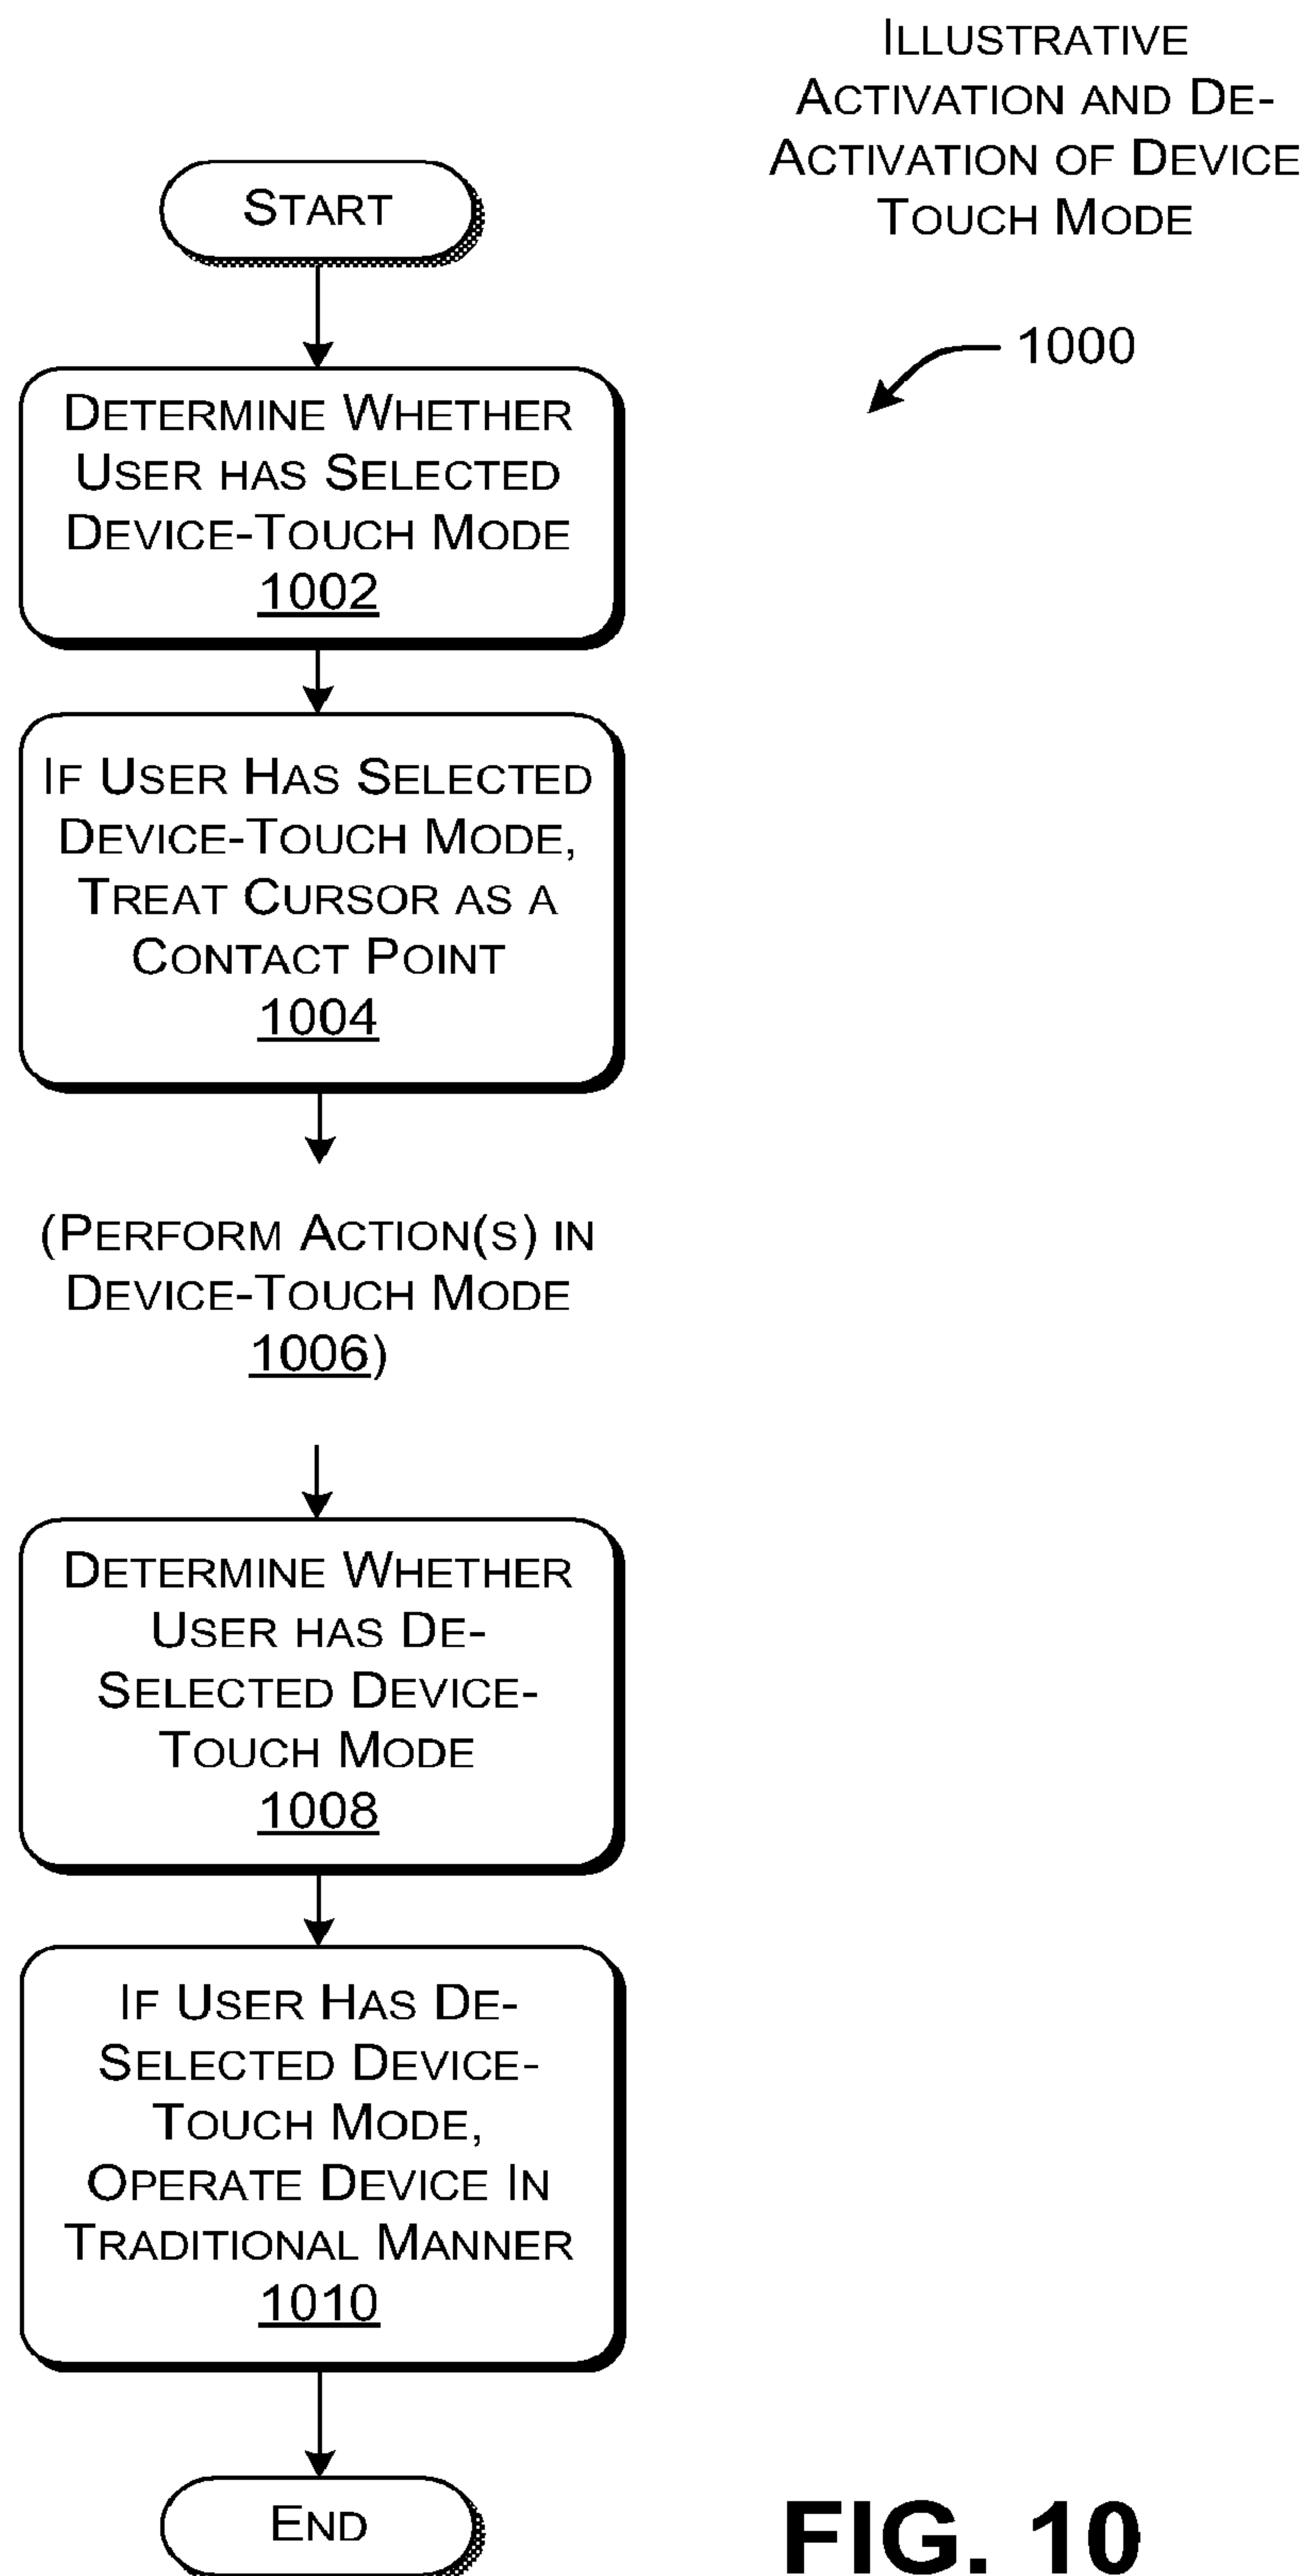 ILLUSTRATIVE
ACTIVATION AND DE-
ACTIVATION OF DEVICE
TOUCH MODE
1000
START
DETERMINE WHETHER
USER HAS SELECTED
DEVICE-TOUCH MODE
1002
IF USER HAS SELECTED
DEVICE-TOUCH MODE,
TREAT CURSOR AS A
CONTACT POINT
1004
(PERFORM ACTION(S) IN
DEVICE-TOUCH MODE
1006)
DETERMINE WHETHER
USER HAS DE-
SELECTED DEVICE-
TOUCH MODE
1008
IF USER HAS DE-
SELECTED DEVICE-
TOUCH MODE,
OPERATE DEVICE IN
TRADITIONAL MANNER
1010
END
FIG. 10